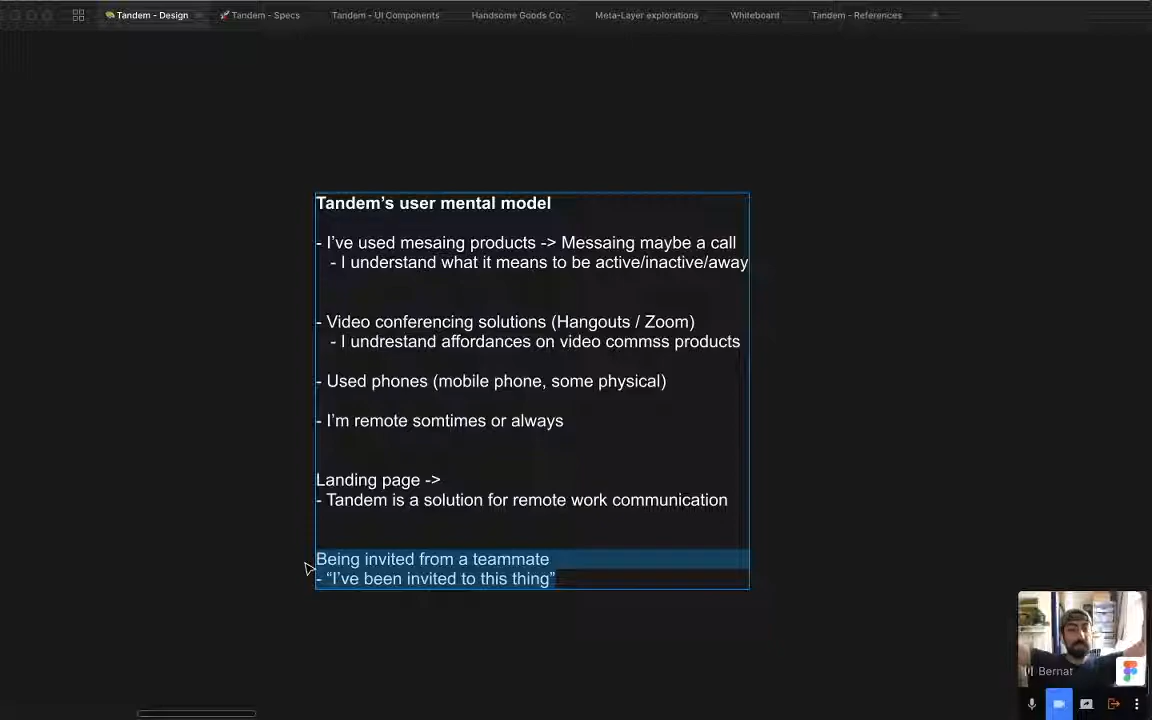 Tandem - Design
Tandem - Specs
Tandem - UI Components
Handsome Goods Co.
Meta-Layer explorations
Whiteboard
Tandem - References
Tandem's user mental model
- I've used mesaing products -> Messaing maybe a call
- I understand what it means to be active/inactive/away
- Video conferencing solutions (Hangouts / Zoom)
- I undrestand affordances on video commss products
- Used phones (mobile phone, some physical)
- I'm remote somtimes or always
Landing page ->
- Tandem is a solution for remote work communication
Being invited from a teammate
- “I've been invited to this thing”
Bernat